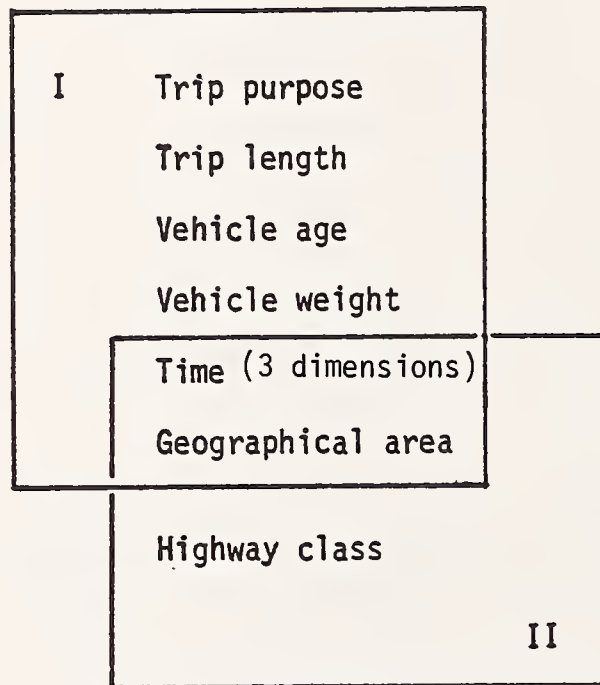 I Trip purpose
Trip length
Vehicle age
Vehicle weight
Time (3 dimensions)
Geographical area
Highway class
II